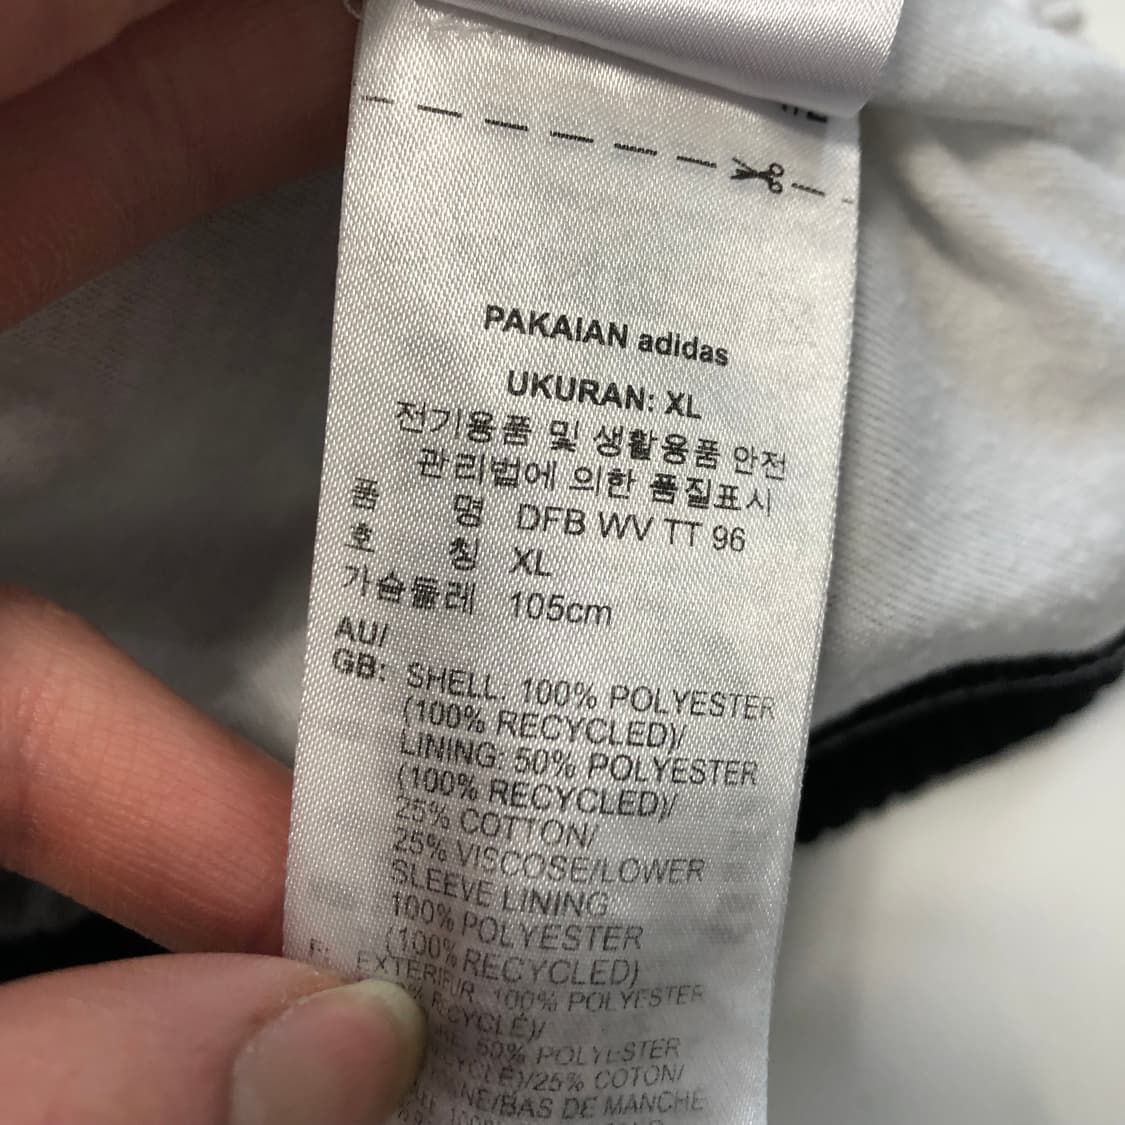 PAKAIAN adidas
UKURAN: XL
전기용품 및 생활용품 안전
관리법에 의한 품질표시
품 명 DFB WV TT 96
호 칭 XL
가슴둘레 105cm
AU/
GB: SHELL: 100% POLYESTER
(100% RECYCLED)/
LINING: 50% POLYESTER
(100% RECYCLED)/
25% COTTON/
25% VISCOSE/LOWER
SLEEVE LINING
100% POLYESTER
(100% RECYCLED)
EXTERIEUR: 100% POLYESTER
50% POLYESTER
/25% COTON/
/BAS DE MANCHE